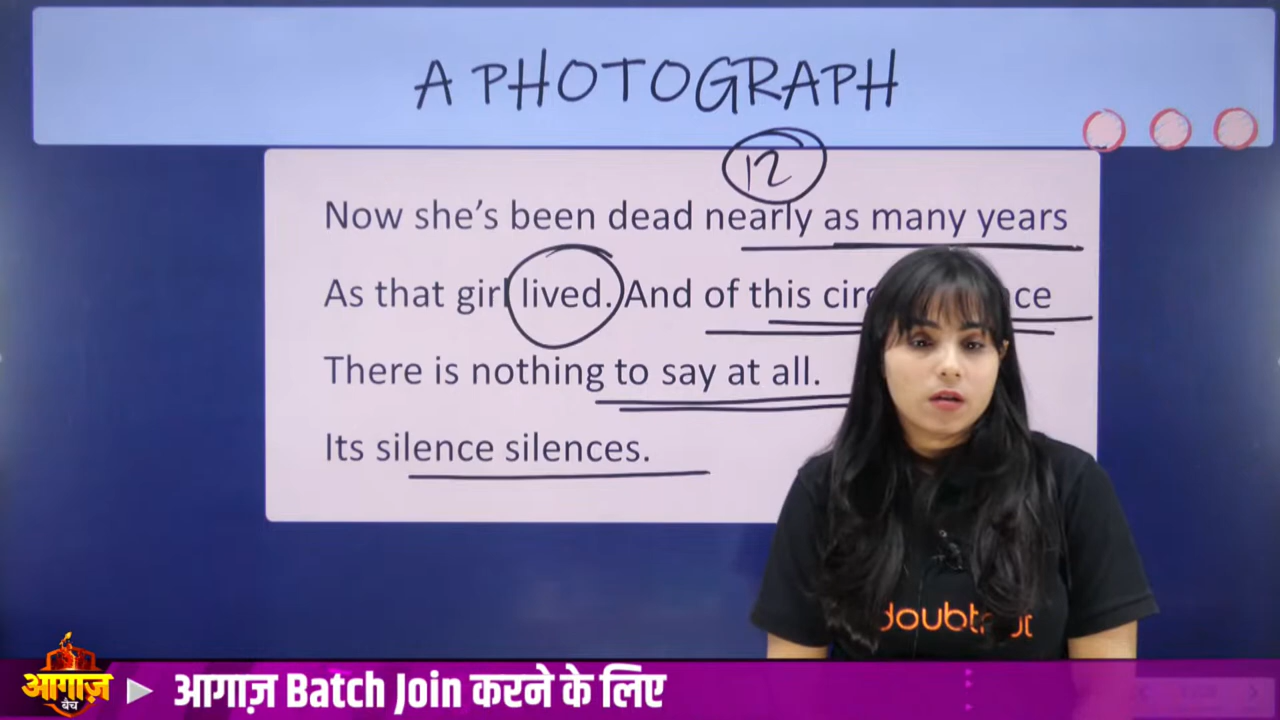 A PHOTOGRAPH
12
Now she's been dead nearly as many years
As that girl lived. And of this
There is nothing to say at all.
Its silence silences.
आगाज़
बैच
आगाज़ Batch Join करने के लिए